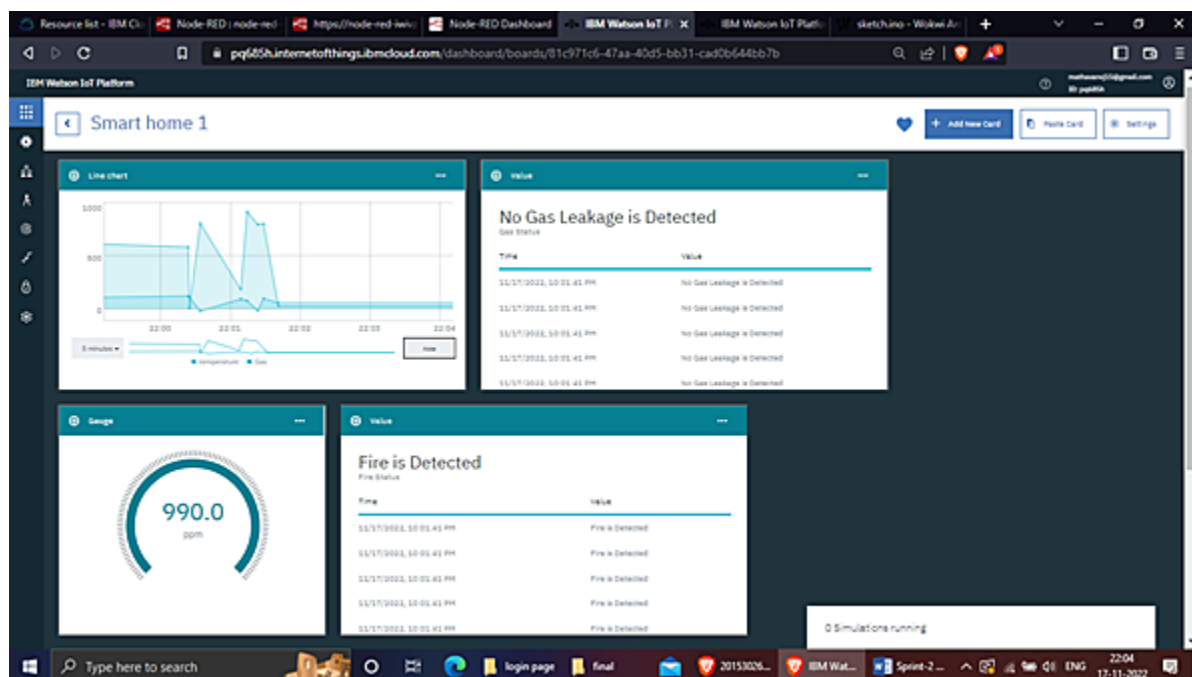 Resource list - IBM Clo
Node-RED : node-red
https://node-red-iwivc
Node-RED Dashboard
IBM Watson IoT P
IBM Watson IoT Platfo
sketch.ino - Wokwi Ar
pq685h.internetofthings.ibmcloud.com/dashboard/boards/81c971c6-47aa-40d5-bb31-cad0b644bb7b
IBM Watson IoT Platform
ID: pq685h
Smart home 1
+ Add New Card
Paste Card
Settings
Line chart
1000
500
0
22:00 22:01 22:02 22:03 22:04
5 minutes
now
temperature Gas
Value
No Gas Leakage is Detected
Gas Status
Time Value
11/17/2022, 10:01:41 PM No Gas Leakage is Detected
11/17/2022, 10:01:41 PM No Gas Leakage is Detected
11/17/2022, 10:01:41 PM No Gas Leakage is Detected
11/17/2022, 10:01:41 PM No Gas Leakage is Detected
11/17/2022, 10:01:41 PM No Gas Leakage is Detected
Gauge
990.0
ppm
Value
Fire is Detected
Fire Status
Time Value
11/17/2022, 10:01:41 PM Fire is Detected
11/17/2022, 10:01:41 PM Fire is Detected
11/17/2022, 10:01:41 PM Fire is Detected
11/17/2022, 10:01:41 PM Fire is Detected
11/17/2022, 10:01:41 PM Fire is Detected
0 Simulations running
Type here to search
login page
final
20153026...
IBM Wat...
Sprint-2 ...
ENG
22:04
17-11-2022